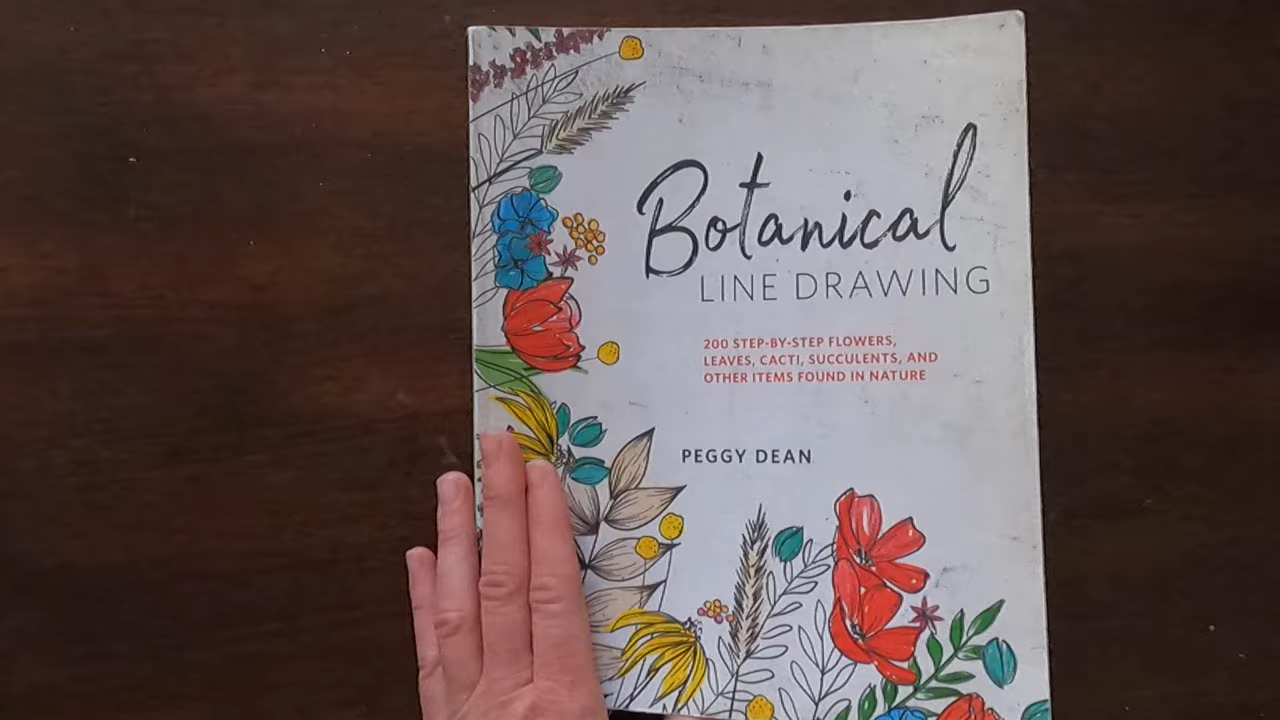 Botanical
LINE DRAWING
200 STEP-BY-STEP FLOWERS,
LEAVES, CACTI, SUCCULENTS, AND
OTHER ITEMS FOUND IN NATURE
PEGGY DEAN